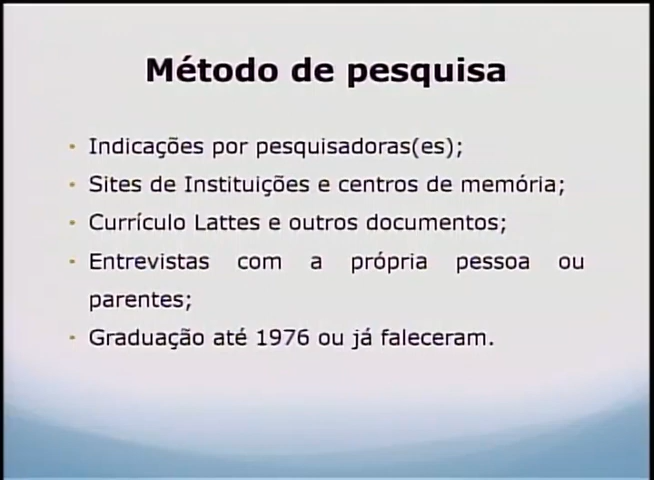 Método de pesquisa
• Indicações por pesquisadoras(es);
• Sites de Instituições e centros de memória;
• Currículo Lattes e outros documentos;
• Entrevistas com a própria pessoa ou
parentes;
• Graduação até 1976 ou já faleceram.